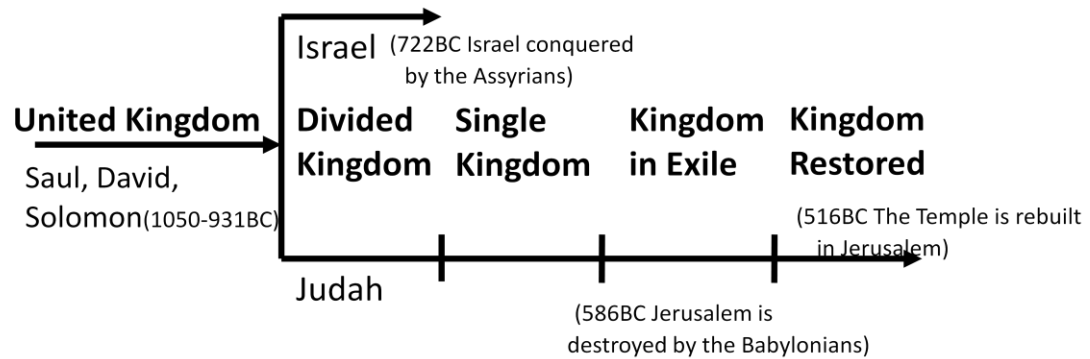 Israel (722BC Israel conquered
by the Assyrians)
United Kingdom
Saul, David,
Solomon(1050-931BC)
Divided
Kingdom
Single
Kingdom
Kingdom
in Exile
Kingdom
Restored
(516BC The Temple is rebuilt
in Jerusalem)
Judah
(586BC Jerusalem is
destroyed by the Babylonians)